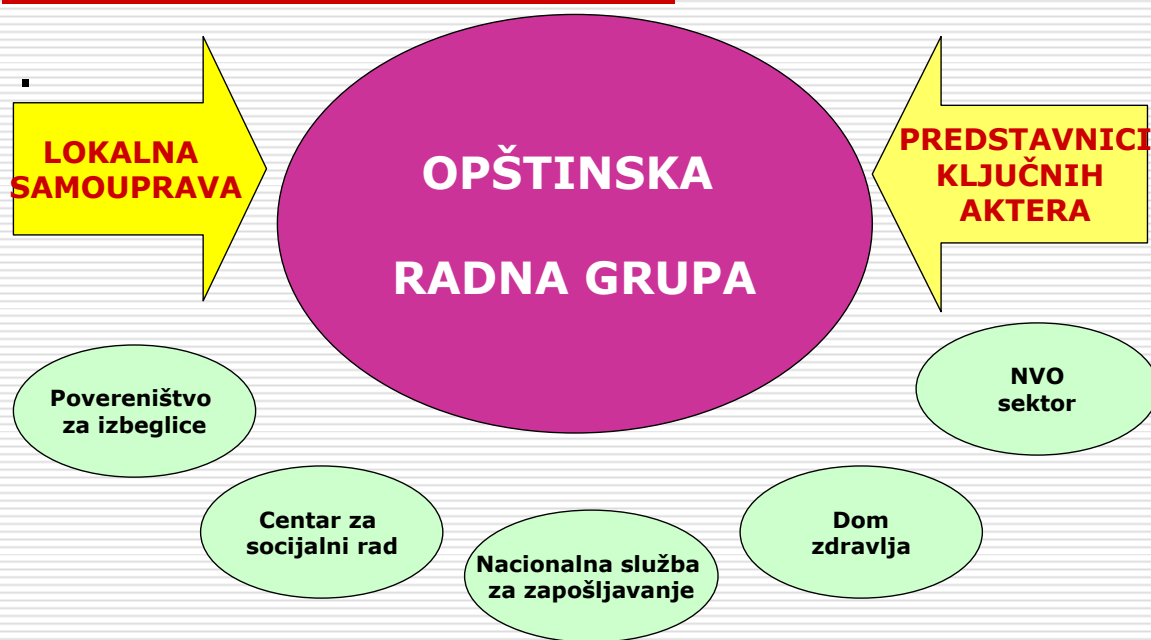 LOKALNA
SAMOUPRAVA
OPŠTINSKA
RADNA GRUPA
PREDSTAVNICI
KLJUČNIH
AKTERA
Povereništvo
za izbeglice
Centar za
socijalni rad
Nacionalna služba
za zapošljavanje
Dom
zdravlja
NVO
sektor